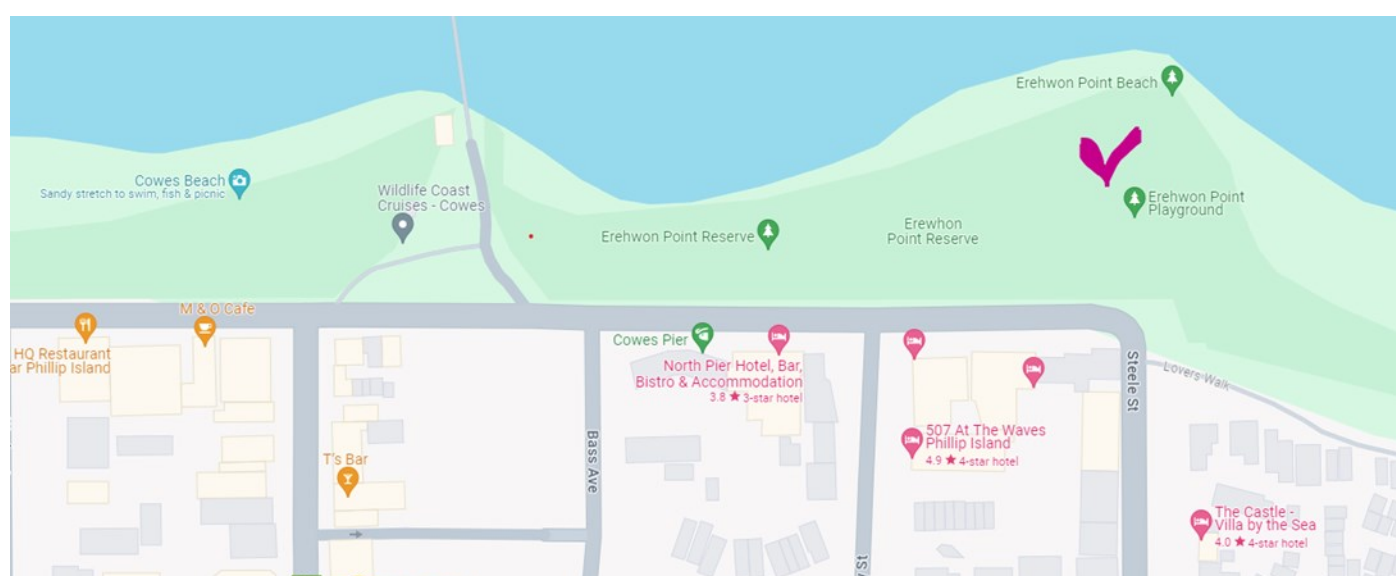 Erehwon Point Beach
Cowes Beach
Sandy stretch to swim, fish & picnic
Wildlife Coast
Cruises - Cowes
Erehwon Point Reserve
Erewhon
Point Reserve
Erehwon Point
Playground
M & O Cafe
HQ Restaurant
ar Phillip Island
Cowes Pier
North Pier Hotel, Bar,
Bistro & Accommodation
3.8 ★ 3-star hotel
Steele St
Lovers Walk
507 At The Waves
Phillip Island
4.9 ★ 4-star hotel
Bass Ave
T's Bar
The Castle -
Villa by the Sea
4.0 ★ 4-star hotel
St